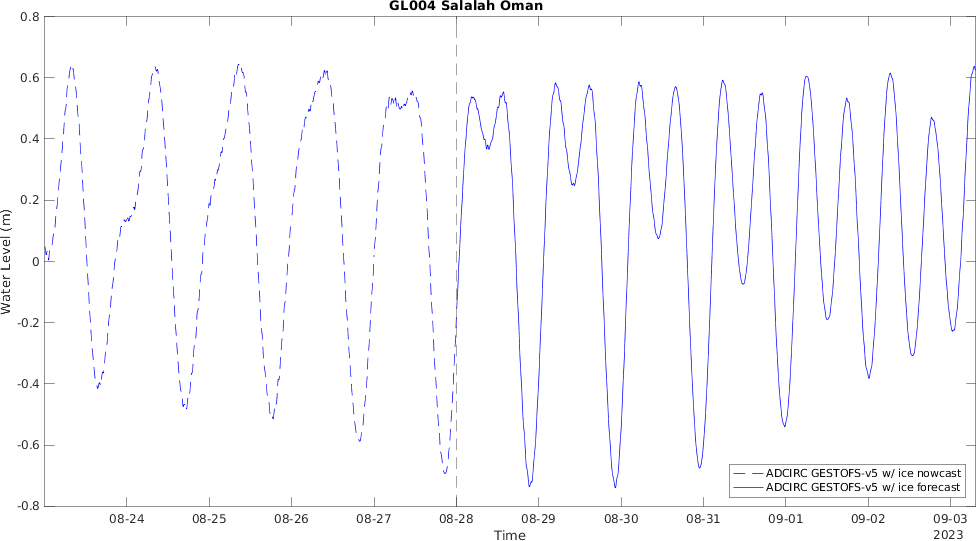 GL004 Salalah Oman
0.8
0.6
0.4
0.2
0
-0.2
-0.4
-0.6
-0.8
Water Level (m)
ADCIRC GESTOFS-v5 w/ ice nowcast
ADCIRC GESTOFS-v5 w/ ice forecast
08-24 08-25 08-26 08-27 08-28 08-29 08-30 08-31 09-01 09-02 09-03
Time
2023